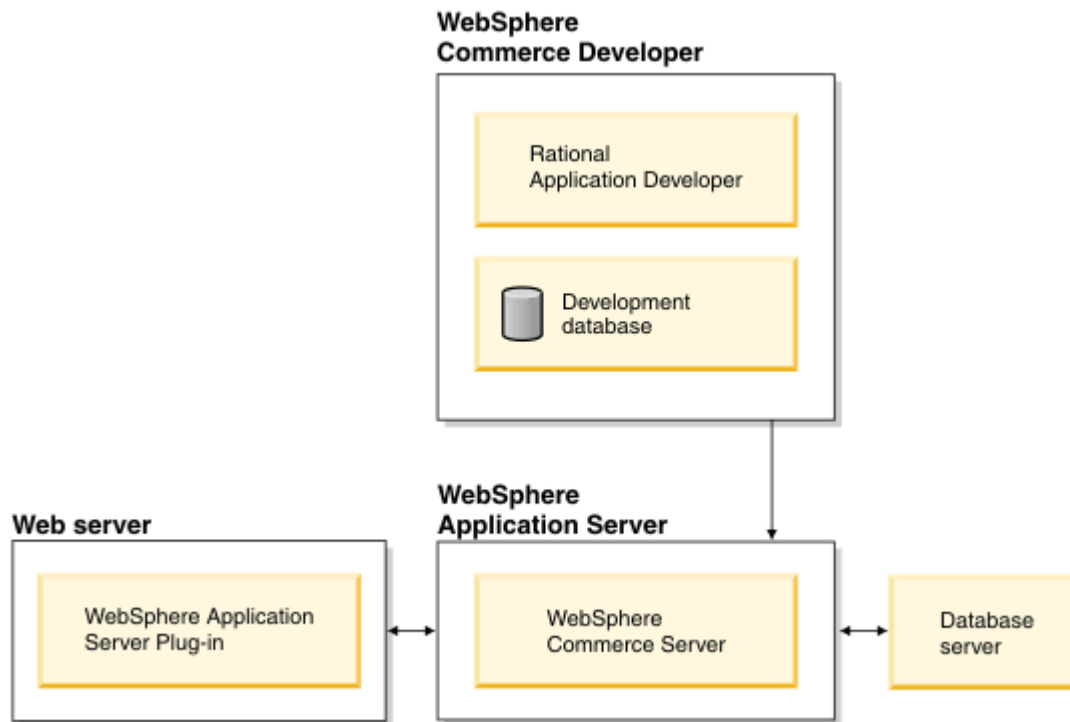 WebSphere
Commerce Developer
Rational
Application Developer
Development
database
Web server
WebSphere Application
Server Plug-in
WebSphere
Application Server
WebSphere
Commerce Server
Database
server